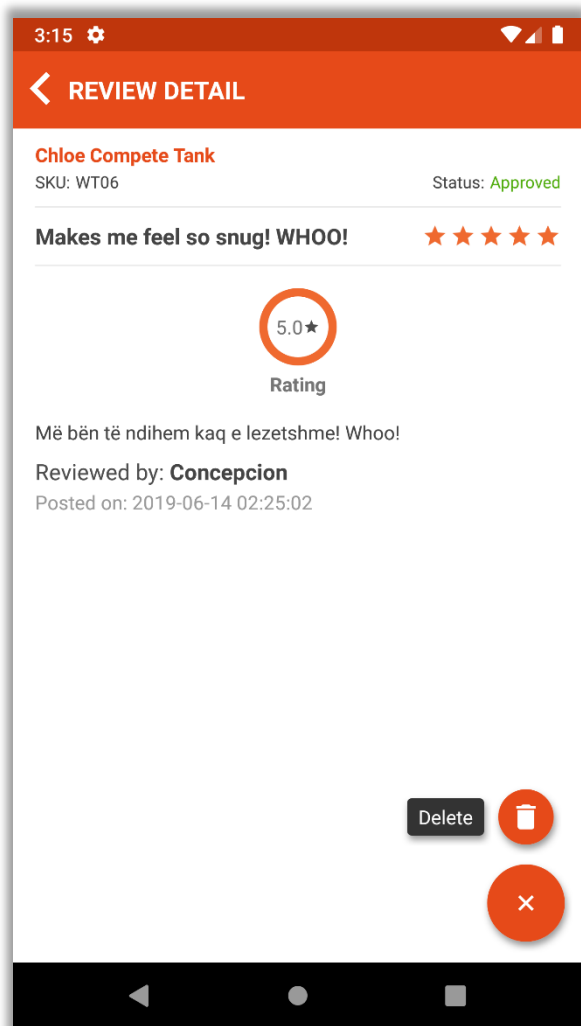 3:15
REVIEW DETAIL
Chloe Compete Tank
SKU: WT06
Status: Approved
Makes me feel so snug! WHOO!
5.0★
Rating
Më bën të ndihem kaq e lezetshme! Whoo!
Reviewed by: Concepcion
Posted on: 2019-06-14 02:25:02
Delete